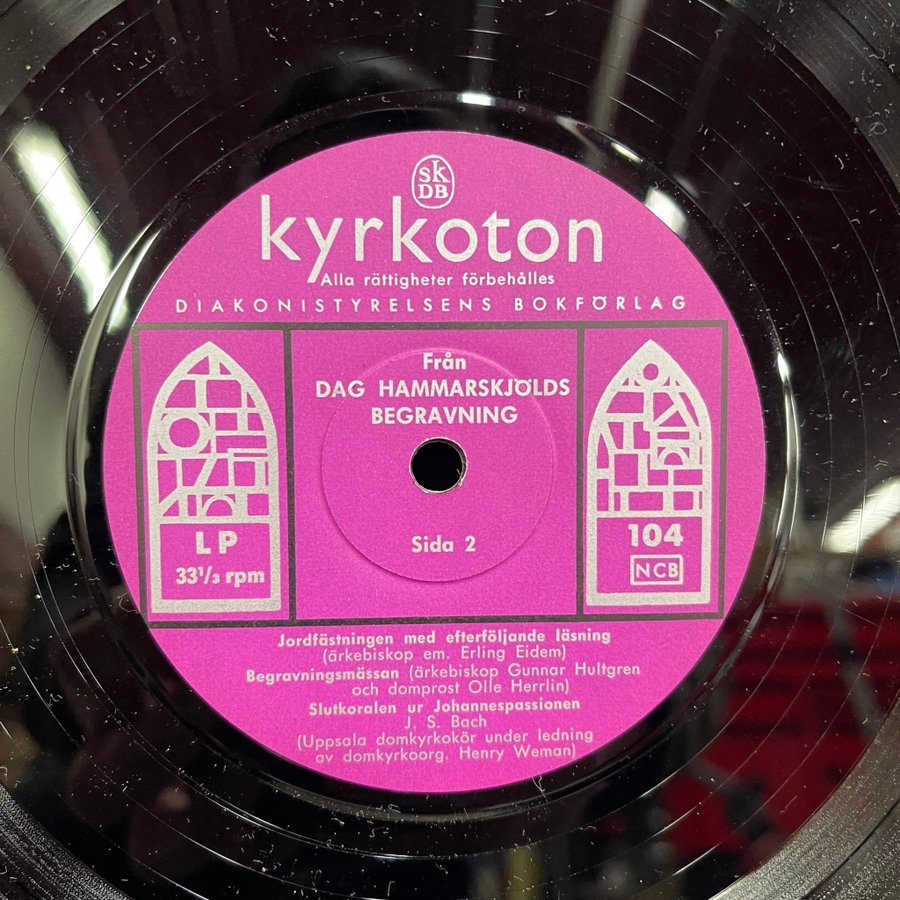 SK
DB
kyrkoton
Alla rättigheter förbehålles
DIAKONISTYRELSENS BOKFÖRLAG
Från
DAG HAMMARSKJÖLDS
BEGRAVNING
Sida 2
LP
33¹/₃ rpm
104
NCB
Jordfästningen med efterföljande läsning
(ärkebiskop em. Erling Eidem)
Begravningsmässan (ärkebiskop Gunnar Hultgren
och domprost Olle Herrlin)
Slutkoralen ur Johannespassionen
J. S. Bach
(Uppsala domkyrkokör under ledning
av domkyrkoorg. Henry Weman)